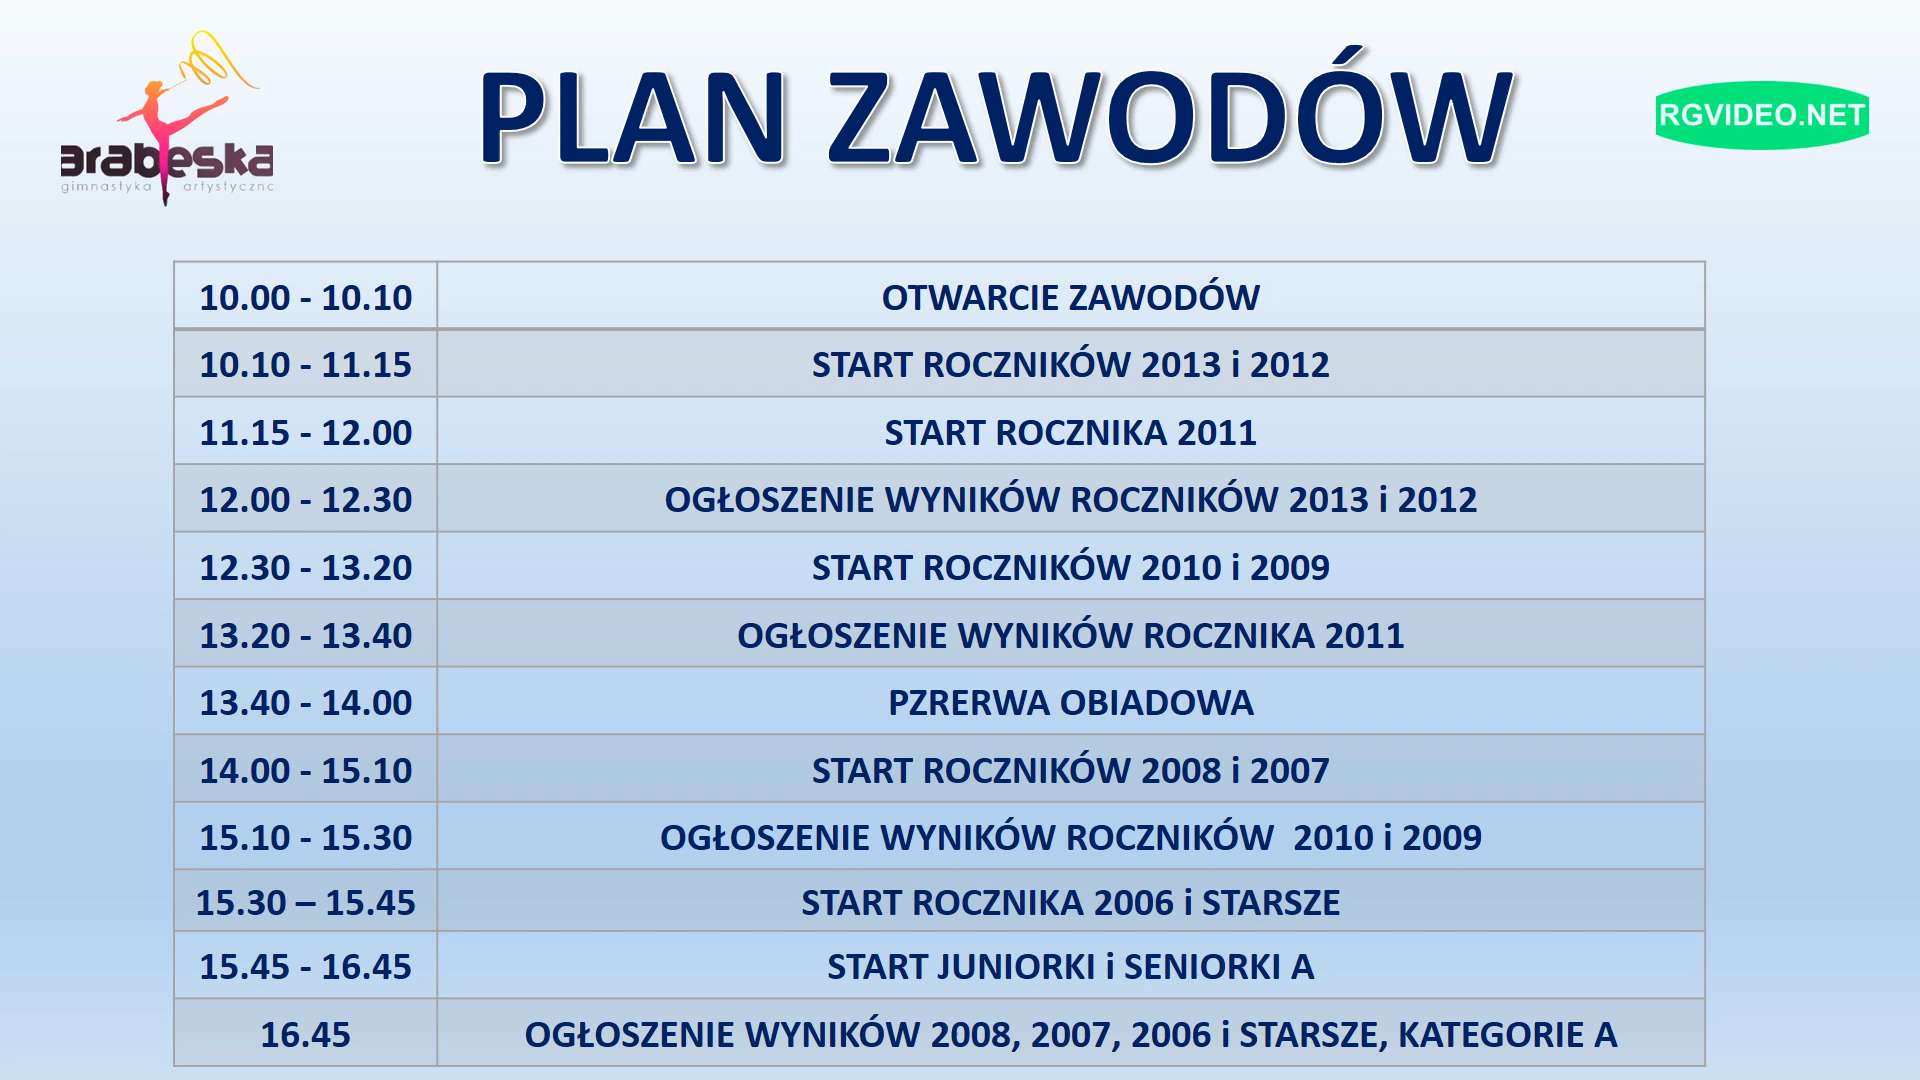 PLAN ZAWODÓW
arabeska
gimnastyka artystyczn
RGVIDEO.NET
10.00 - 10.10 OTWARCIE ZAWODÓW
10.10 - 11.15 START ROCZNIKÓW 2013 i 2012
11.15 - 12.00 START ROCZNIKA 2011
12.00 - 12.30 OGŁOSZENIE WYNIKÓW ROCZNIKÓW 2013 i 2012
12.30 - 13.20 START ROCZNIKÓW 2010 i 2009
13.20 - 13.40 OGŁOSZENIE WYNIKÓW ROCZNIKA 2011
13.40 - 14.00 PZRERWA OBIADOWA
14.00 - 15.10 START ROCZNIKÓW 2008 i 2007
15.10 - 15.30 OGŁOSZENIE WYNIKÓW ROCZNIKÓW  2010 i 2009
15.30 – 15.45 START ROCZNIKA 2006 i STARSZE
15.45 - 16.45 START JUNIORKI i SENIORKI A
16.45 OGŁOSZENIE WYNIKÓW 2008, 2007, 2006 i STARSZE, KATEGORIE A